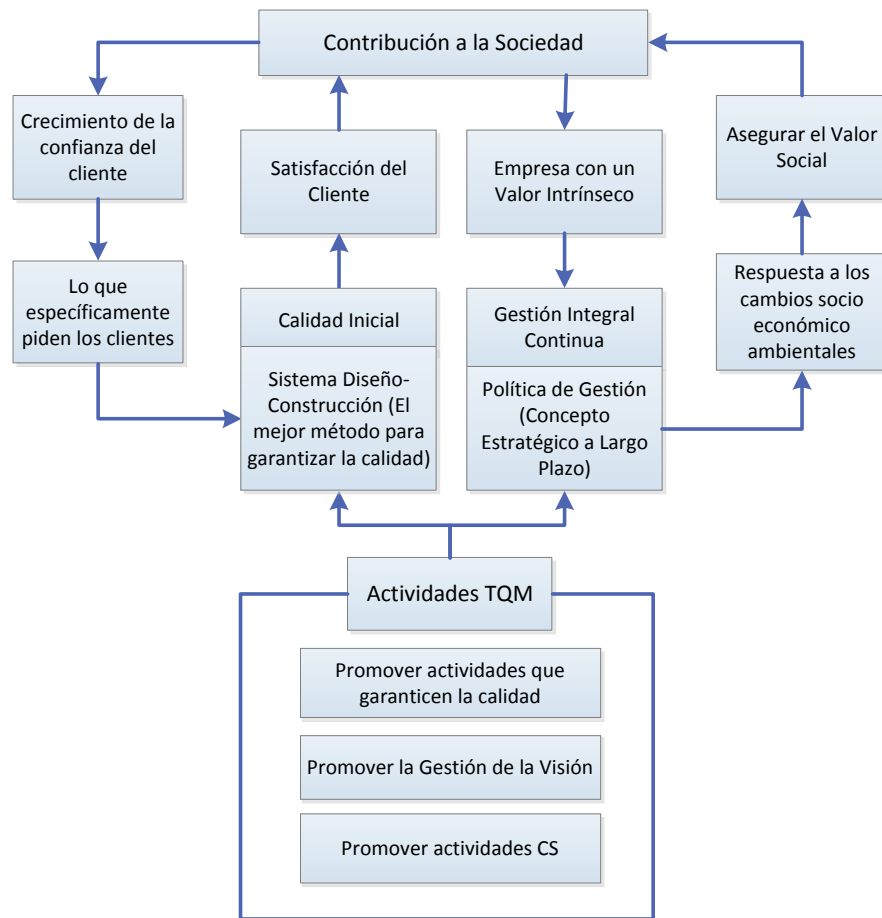 Contribución a la Sociedad
Crecimiento de la
confianza del
cliente
Satisfacción del
Cliente
Empresa con un
Valor Intrínseco
Asegurar el Valor
Social
Lo que
específicamente
piden los clientes
Calidad Inicial
Sistema Diseño-
Construcción (El
mejor método para
garantizar la calidad)
Gestión Integral
Continua
Política de Gestión
(Concepto
Estratégico a Largo
Plazo)
Respuesta a los
cambios socio
económico
ambientales
Actividades TQM
Promover actividades que
garanticen la calidad
Promover la Gestión de la Visión
Promover actividades CS